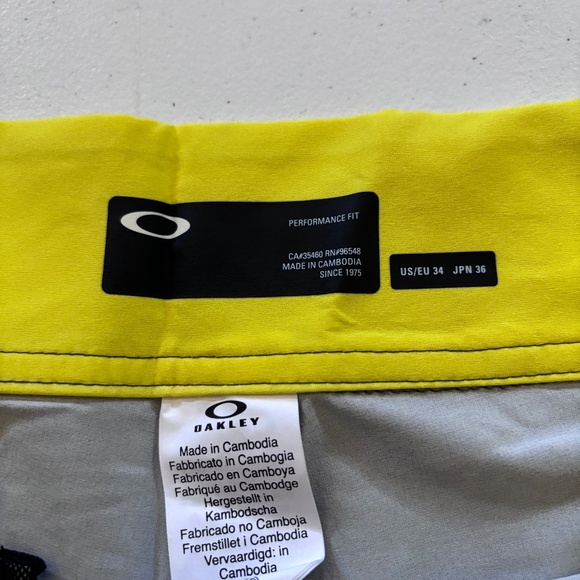 PERFORMANCE FIT
CA#35460 RN#96548
MADE IN CAMBODIA
SINCE 1975
US/EU 34 JPN 36
OAKLEY
Made in Cambodia
Fabbricato in Cambogia
Fabricado en Camboya
Fabriqué au Cambodge
Hergestellt in
Kambodscha
Fabricado no Camboja
Fremstillet i Cambodia
Vervaardigd: in
Cambodia